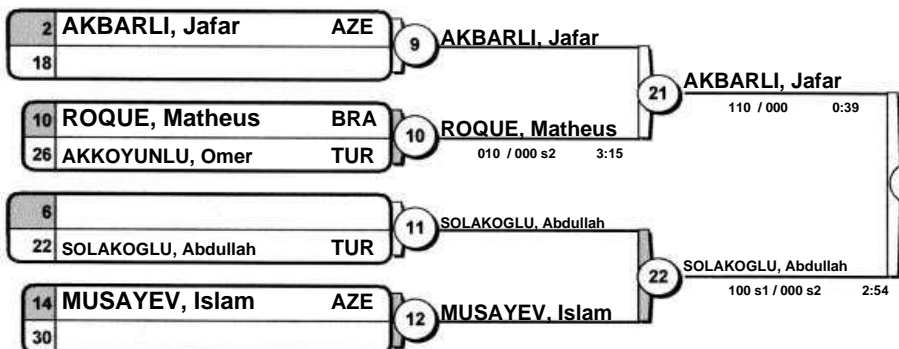 2 AKBARLI, Jafar AZE
18
9 AKBARLI, Jafar
10 ROQUE, Matheus BRA
26 AKKOYUNLU, Omer TUR
10 ROQUE, Matheus
010 / 000 s2 3:15
21 AKBARLI, Jafar
110 / 000 0:39
6
22 SOLAKOGLU, Abdullah TUR
11 SOLAKOGLU, Abdullah
14 MUSAYEV, Islam AZE
30
12 MUSAYEV, Islam
22 SOLAKOGLU, Abdullah
100 s1 / 000 s2 2:54